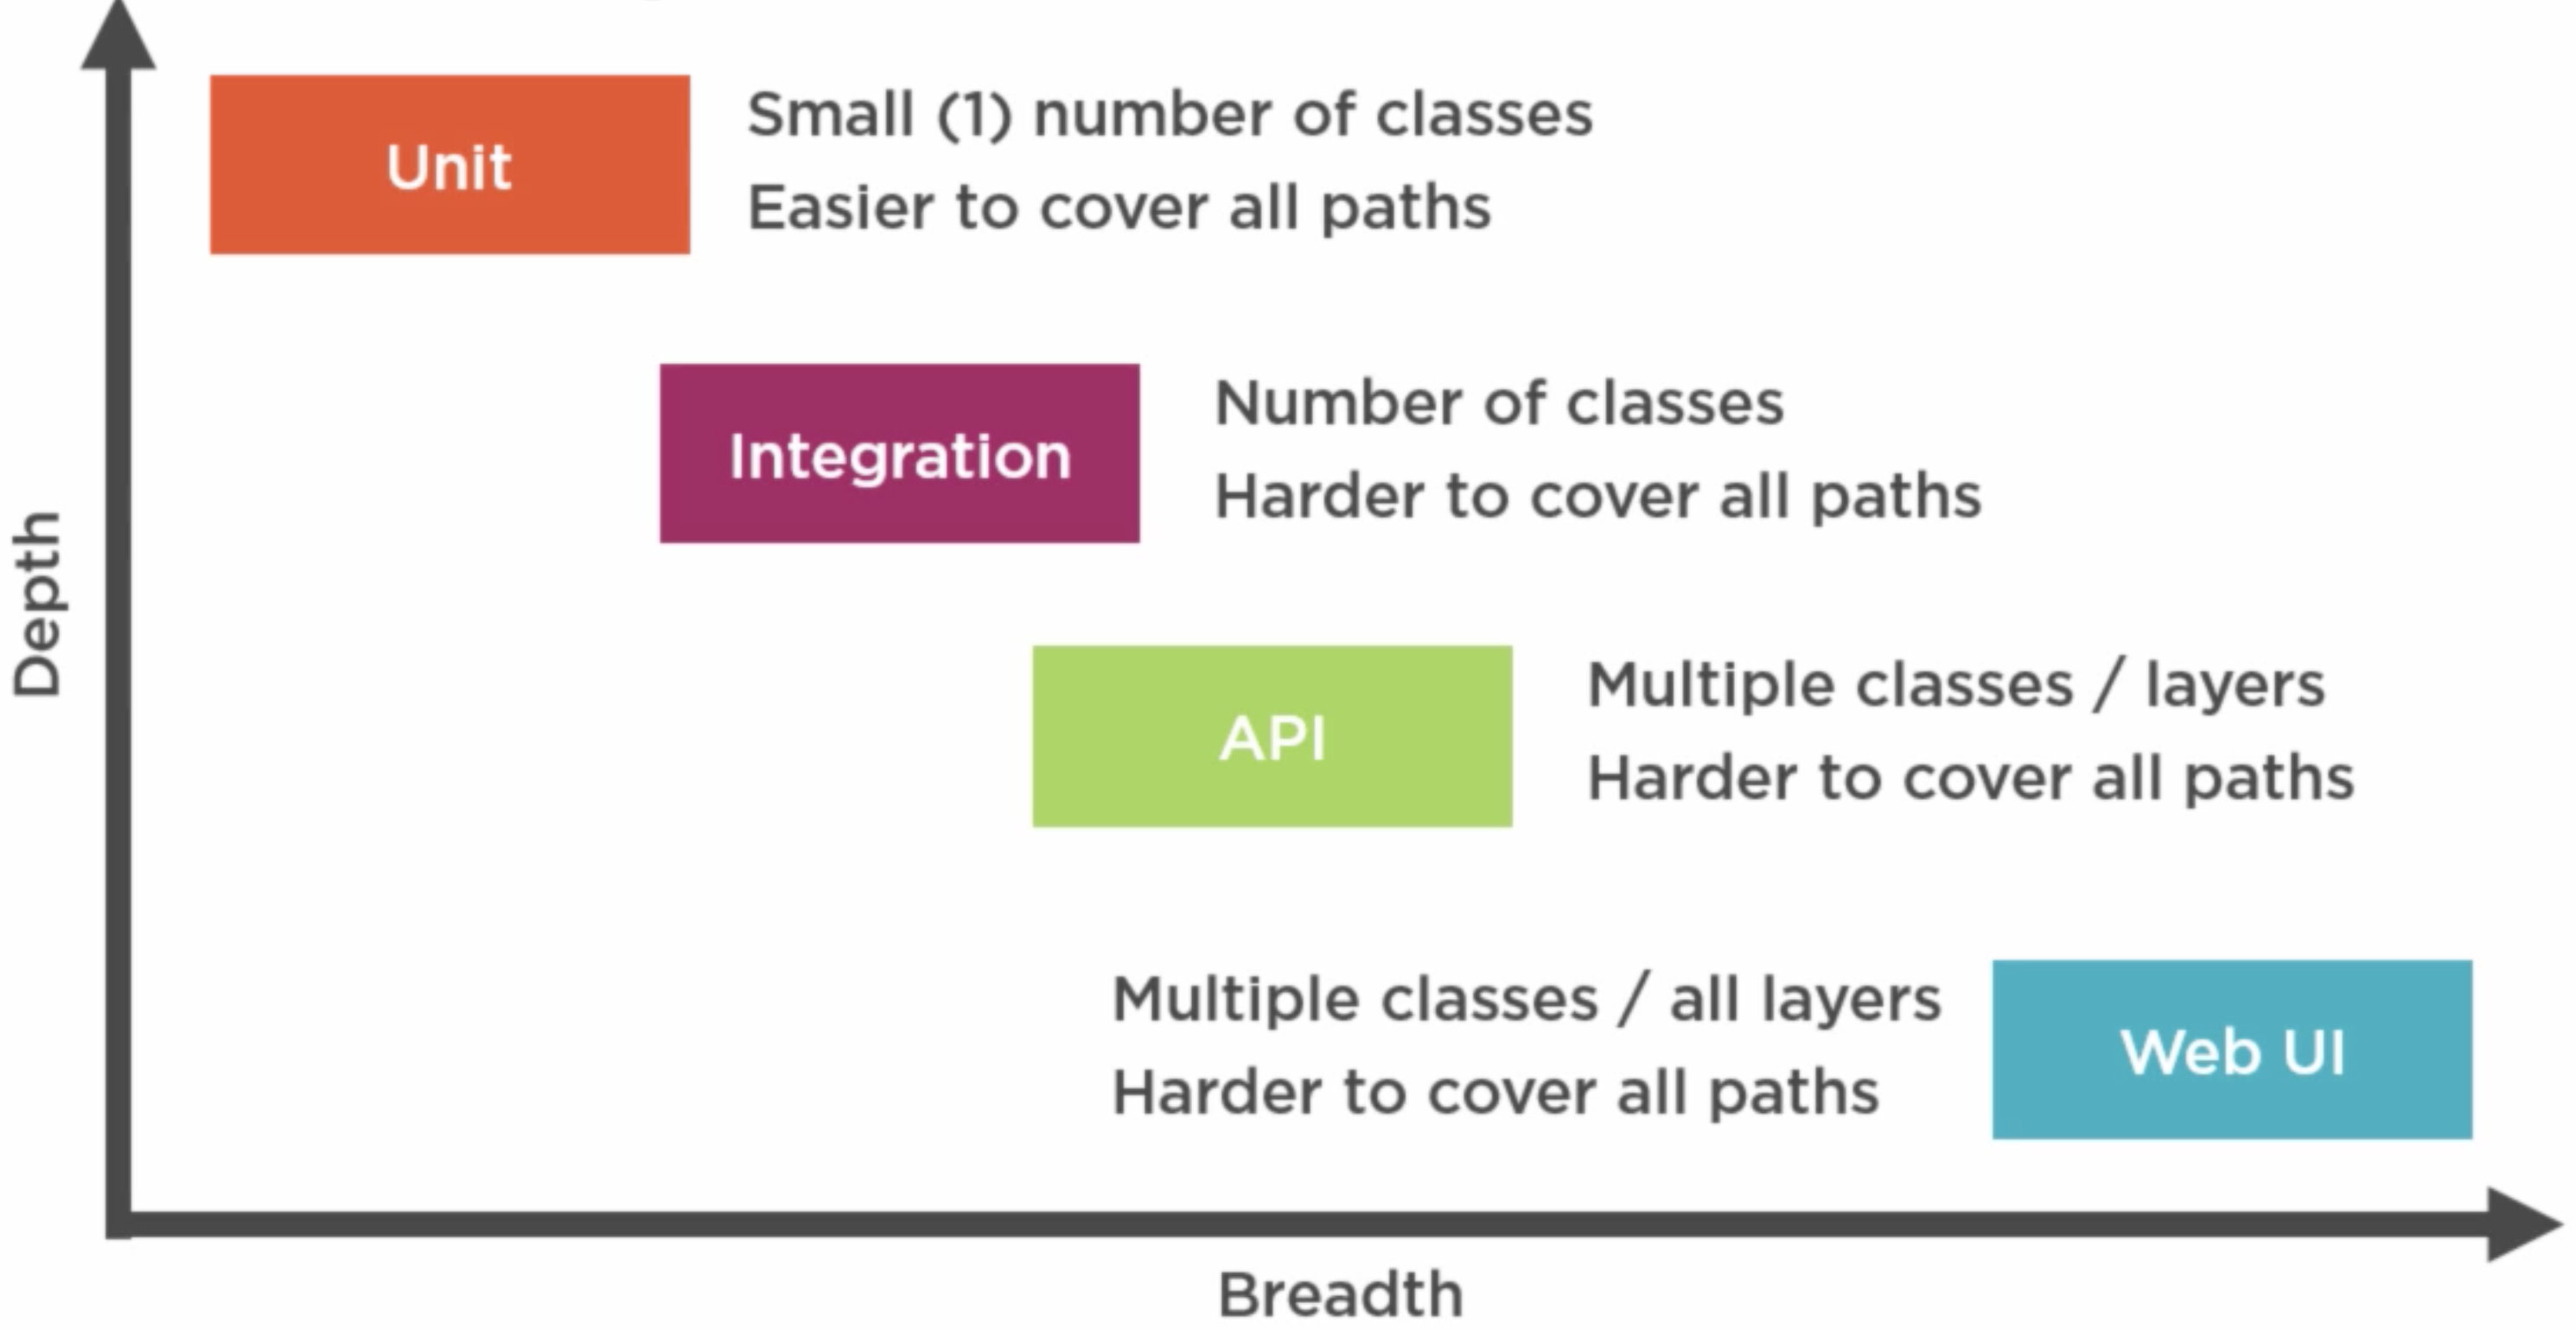 Unit
Small (1) number of classes
Easier to cover all paths
Integration
Number of classes
Harder to cover all paths
Depth
API
Multiple classes / layers
Harder to cover all paths
Multiple classes / all layers
Harder to cover all paths
Web UI
Breadth